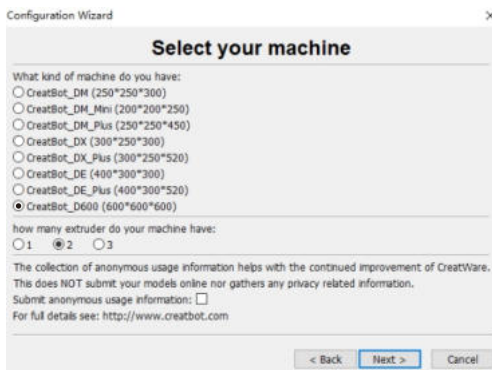 Configuration Wizard
Select your machine
What kind of machine do you have:
CreatBot_DM (250*250*300)
CreatBot_DM_Mini (200*200*250)
CreatBot_DM_Plus (250*250*450)
CreatBot_DX (300*250*300)
CreatBot_DX_Plus (300*250*520)
CreatBot_DE (400*300*300)
CreatBot_DE_Plus (400*300*520)
CreatBot_D600 (600*600*600)
how many extruder do your machine have:
1 2 3
The collection of anonymous usage information helps with the continued improvement of CreatWare.
This does NOT submit your models online nor gathers any privacy related information.
Submit anonymous usage information:
For full details see: http://www.creatbot.com
< Back Next > Cancel